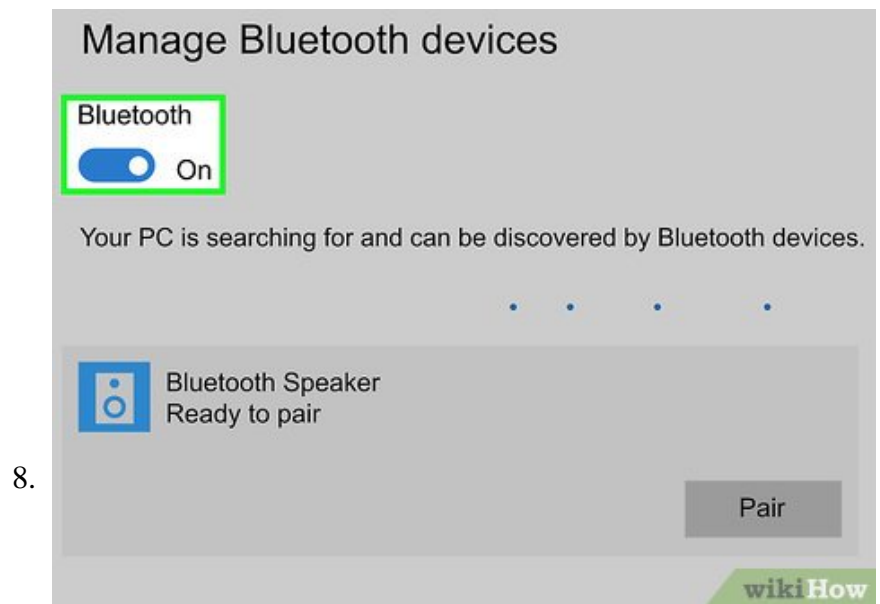 Manage Bluetooth devices
Bluetooth
On
Your PC is searching for and can be discovered by Bluetooth devices.
Bluetooth Speaker
Ready to pair
8.
Pair
wikiHow